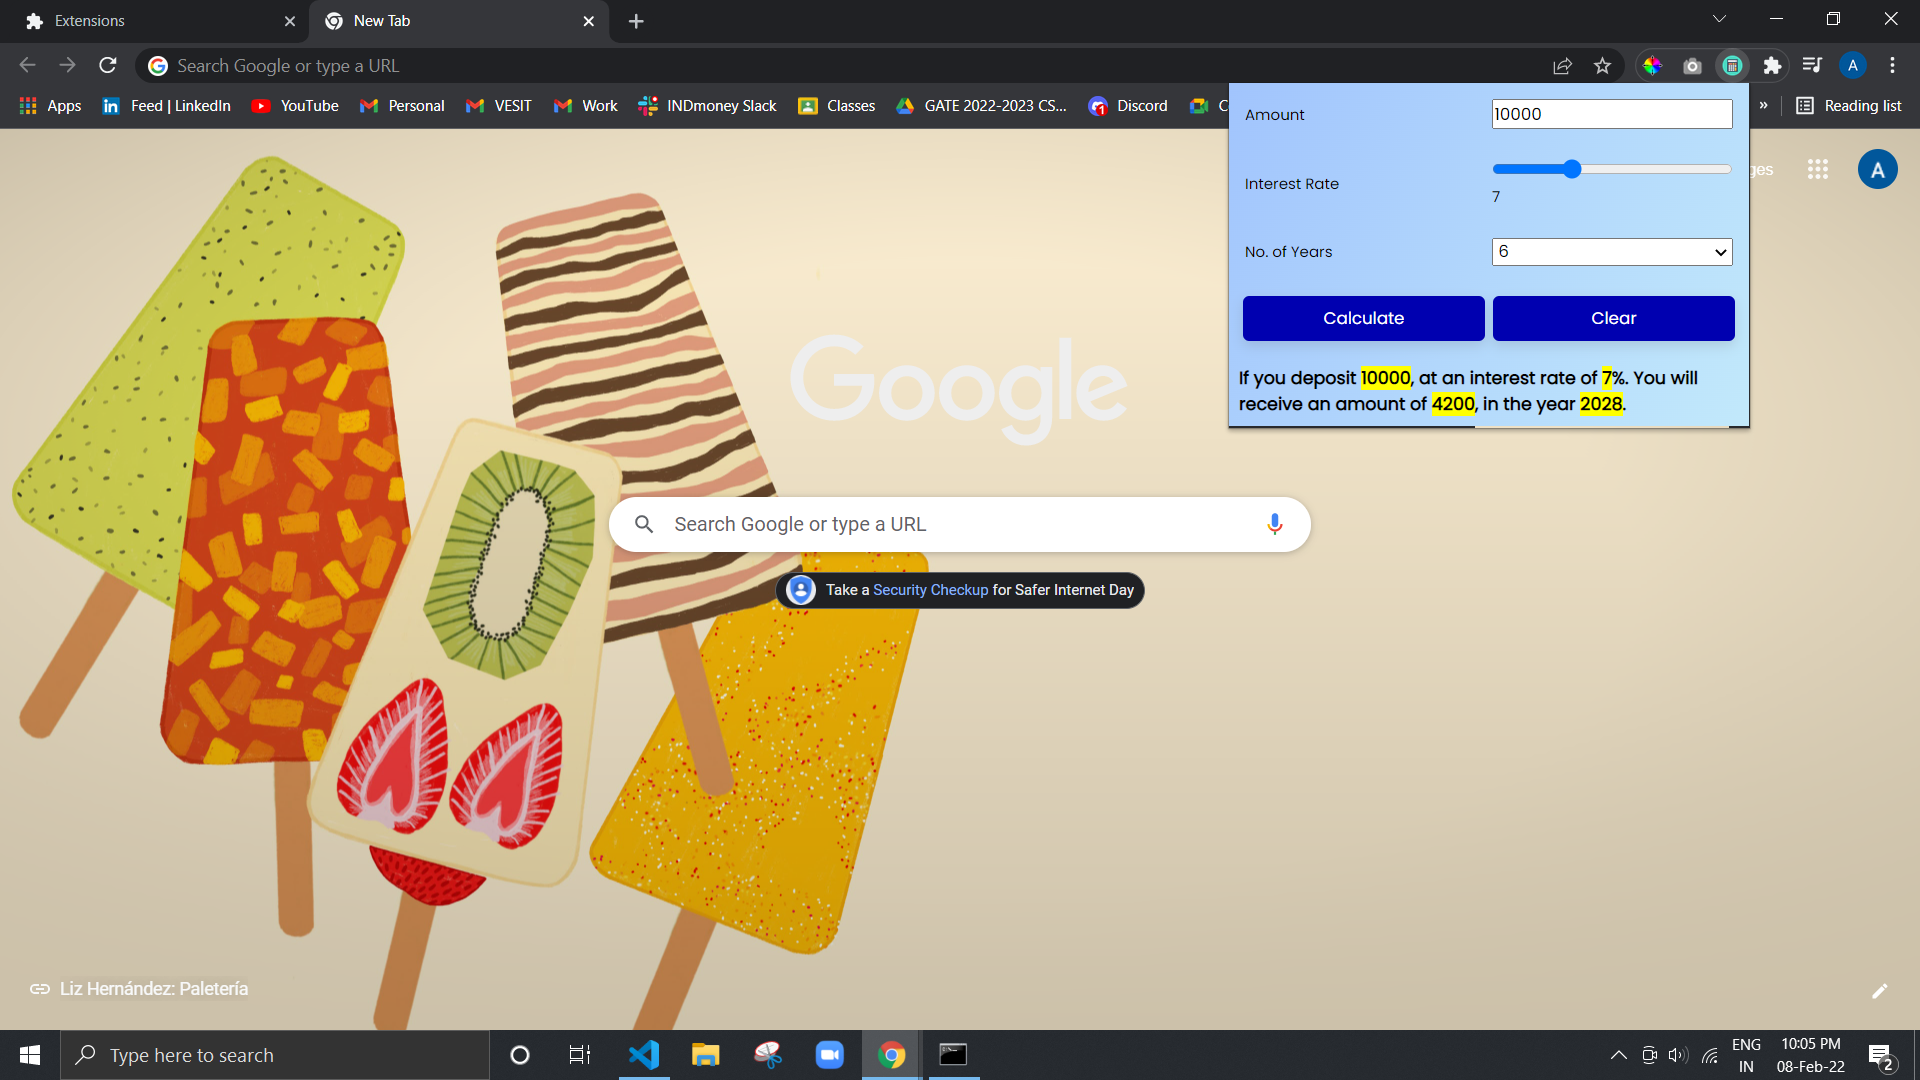 Extensions
New Tab
Search Google or type a URL
A
Apps
Feed | LinkedIn
YouTube
Personal
VESIT
Work
INDmoney Slack
Classes
GATE 2022-2023 CS...
1
Discord
»
Reading list
Amount
10000
Interest Rate
7
No. of Years
6
Calculate
Clear
If you deposit 10000, at an interest rate of 7%. You will
receive an amount of 4200, in the year 2028.
A
Google
Search Google or type a URL
Take a Security Checkup for Safer Internet Day
Liz Hernández: Paletería
Type here to search
ENG
IN
10:05 PM
08-Feb-22
2